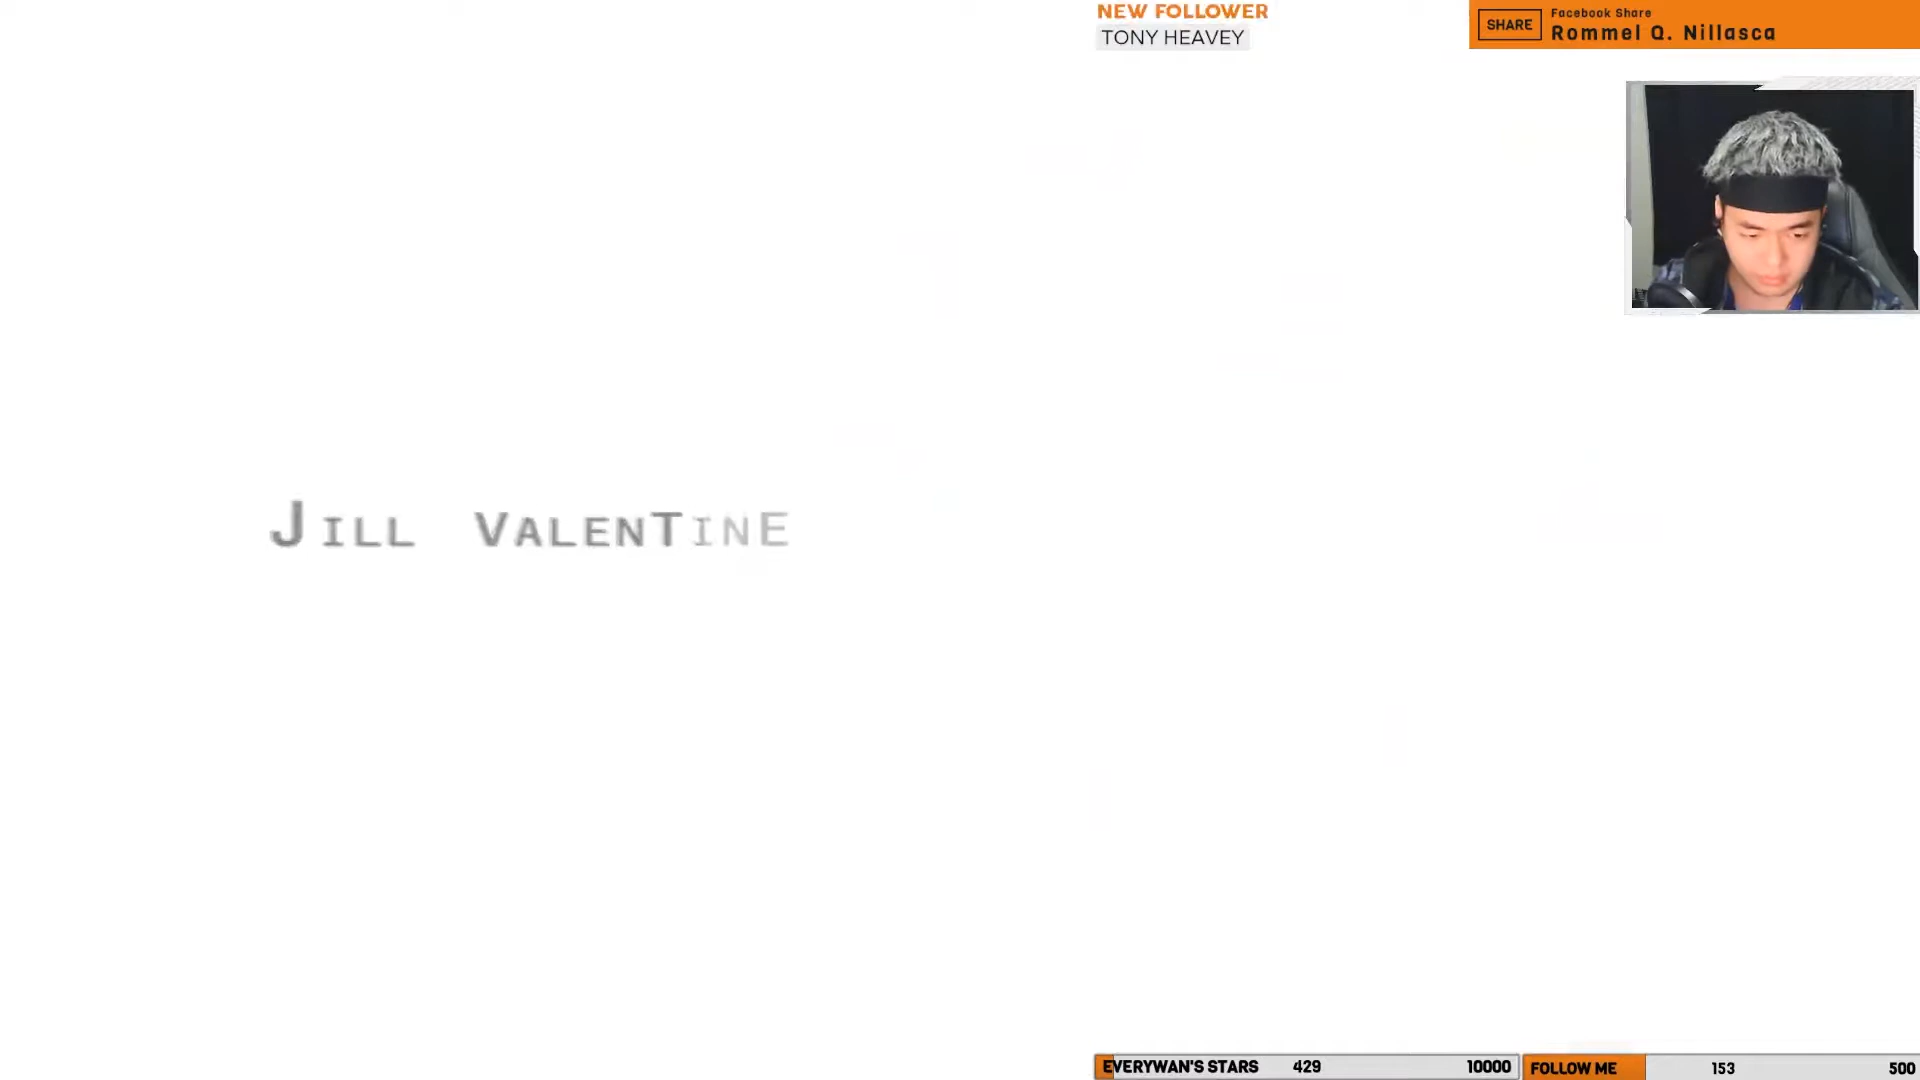 NEW FOLLOWER
TONY HEAVEY
SHARE
Facebook Share
Rommel Q. Nillasca
JILL VALENTINE
EVERYWAN'S STARS 429 10000
FOLLOW ME 153 500